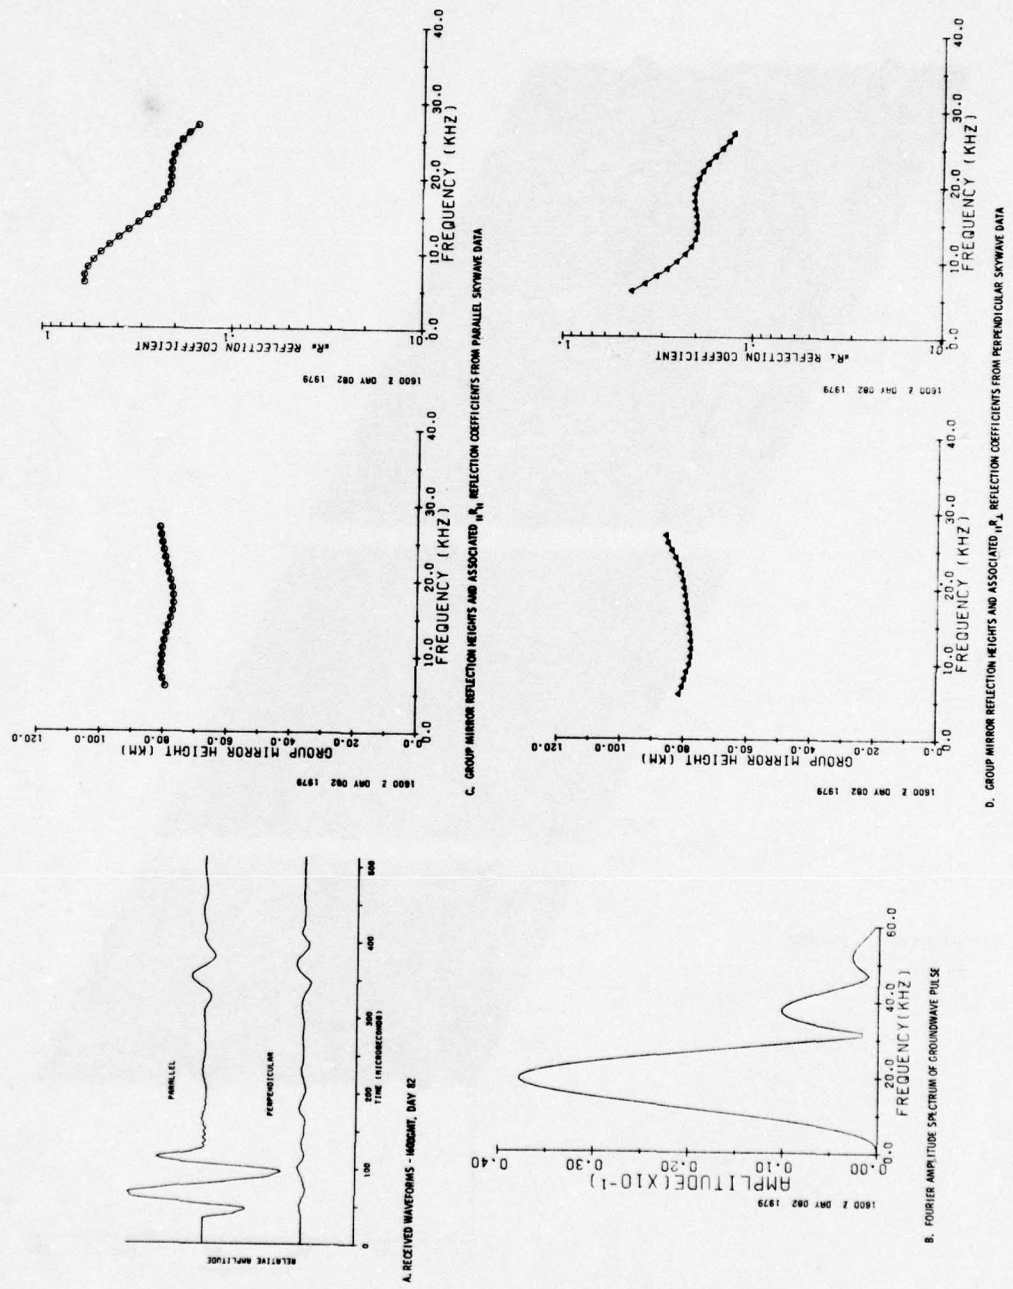 RELATIVE AMPLITUDE
PARALLEL
PERPENDICULAR
0 100 200 300 400 500
TIME (MICROSECONDS)
A. RECEIVED WAVEFORMS - 1600GMT, DAY 82
1600 Z DAY 082 1979
AMPLITUDE(X10⁻¹)
0.40
0.30
0.20
0.10
0.00
0.0 20.0 40.0 60.0
FREQUENCY(KHZ)
B. FOURIER AMPLITUDE SPECTRUM OF GROUNDWAVE PULSE
1600 Z DAY 082 1979
GROUP MIRROR HEIGHT (KM)
120.0
100.0
80.0
60.0
40.0
20.0
0.0
0.0 10.0 20.0 30.0 40.0
FREQUENCY (KHZ)
1600 Z DAY 082 1979
REFLECTION COEFFICIENT
0.0 10.0 20.0 30.0 40.0
FREQUENCY (KHZ)
C. GROUP MIRROR REFLECTION HEIGHTS AND ASSOCIATED ıı R ıı REFLECTION COEFFICIENTS FROM PARALLEL SKYWAVE DATA
1600 Z DAY 082 1979
GROUP MIRROR HEIGHT (KM)
120.0
100.0
80.0
60.0
40.0
20.0
0.0
0.0 10.0 20.0 30.0 40.0
FREQUENCY (KHZ)
1600 Z DAY 082 1979
REFLECTION COEFFICIENT
0.0 10.0 20.0 30.0 40.0
FREQUENCY (KHZ)
D. GROUP MIRROR REFLECTION HEIGHTS AND ASSOCIATED ıı R ⊥ REFLECTION COEFFICIENTS FROM PERPENDICULAR SKYWAVE DATA